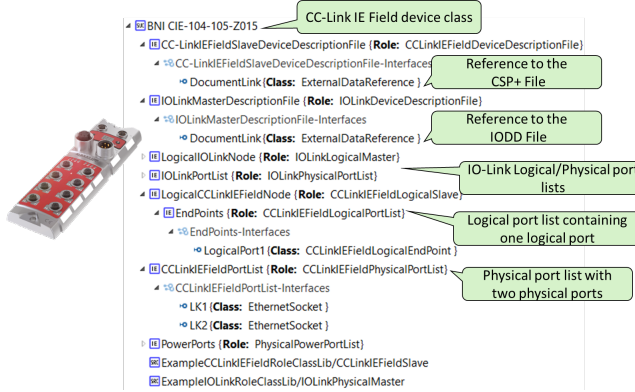 BNI CIE-104-105-Z015
CC-Link IE Field device class
CC-LinkIEFieldSlaveDeviceDescriptionFile {Role: CCLinkIEFieldDeviceDescriptionFile}
CC-LinkIEFieldSlaveDeviceDescriptionFile-Interfaces
DocumentLink{Class: ExternalDataReference }
Reference to the
CSP+ File
IOLinkMasterDescriptionFile {Role: IOLinkDeviceDescriptionFile}
IOLinkMasterDescriptionFile-Interfaces
DocumentLink{Class: ExternalDataReference }
Reference to the
IODD File
LogicalIOLinkNode {Role: IOLinkLogicalMaster}
IOLinkPortList {Role: IOLinkPhysicalPortList}
IO-Link Logical/Physical port
lists
LogicalCCLinkIEFieldNode {Role: CCLinkIEFieldLogicalSlave}
EndPoints {Role: CCLinkIEFieldLogicalPortList}
EndPoints-Interfaces
LogicalPort1{Class: CCLinkIEFieldLogicalEndPoint }
Logical port list containing
one logical port
CCLinkIEFieldPortList {Role: CCLinkIEFieldPhysicalPortList}
CCLinkIEFieldPortList-Interfaces
LK1{Class: EthernetSocket }
LK2{Class: EthernetSocket }
Physical port list with
two physical ports
PowerPorts {Role: PhysicalPowerPortList}
SRC ExampleCCLinkIEFieldRoleClassLib/CCLinkIEFieldSlave
SRC ExampleIOLinkRoleClassLib/IOLinkPhysicalMaster